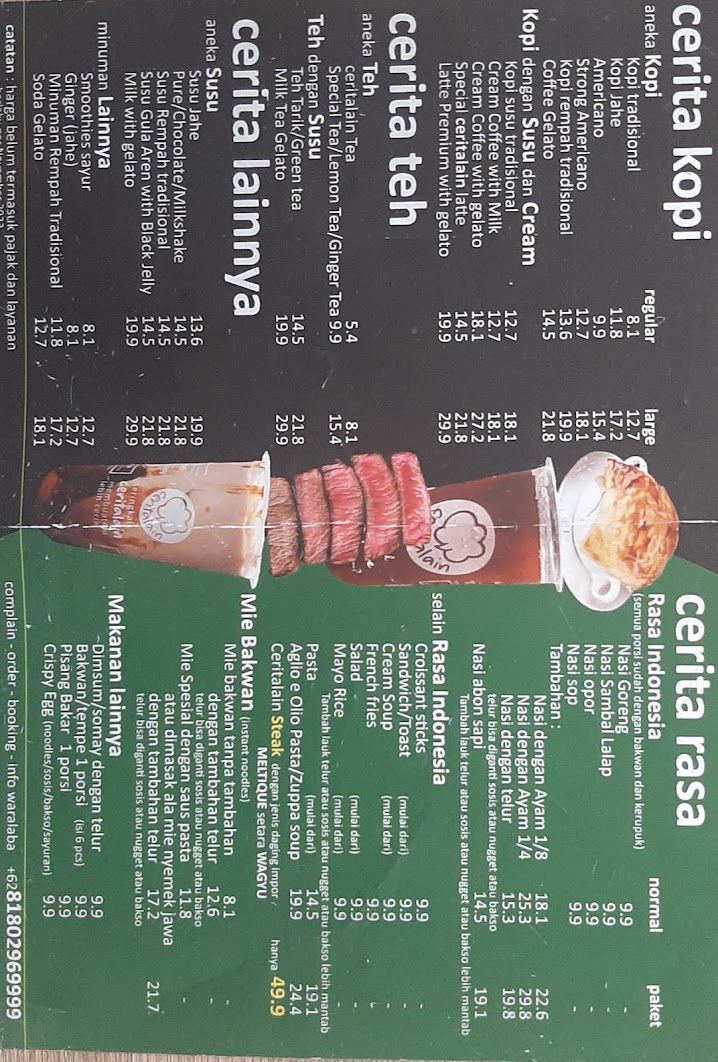 cerita kopi
aneka Kopi regular large
Kopi tradisional 8.1 12.7
Kopi Jahe 11.8 17.2
Americano 9.9 15.4
Strong Americano 12.7 18.1
Kopi rempah tradisional 13.6 19.9
Coffee Gelato 14.5 21.8
Kopi dengan Susu dan Cream
Kopi susu tradisional 12.7 18.1
Cream Coffee with Milk 12.7 18.1
Cream Coffee with gelato 18.1 27.2
Special ceritalain latte 14.5 21.8
Latte Premium with gelato 19.9 29.9
cerita teh
aneka Teh
ceritalain Tea 5.4 8.1
Special Tea/Lemon Tea/Ginger Tea 9.9 15.4
Teh dengan Susu
Teh Tarik/Green tea 14.5 21.8
Milk Tea Gelato 19.9 29.9
cerita lainnya
aneka Susu
Susu Jahe 13.6 19.9
Pure/Chocolate/Milkshake 14.5 21.8
Susu Rempah tradisional 14.5 21.8
Susu Gula Aren with Black Jelly 14.5 21.8
Milk with gelato 19.9 29.9
minuman Lainnya
Smoothies sayur 8.1 12.7
Ginger (jahe) 8.1 12.7
Minuman Rempah Tradisional 11.8 17.2
Soda Gelato 12.7 18.1
catatan : harga belum termasuk pajak dan layanan
berlaku per November 2023
ceritalain
ceritalain
membuatmu
lebih ceria
cerita rasa
Rasa Indonesia normal paket
(semua porsi sudah dengan bakwan dan kerupuk)
Nasi Goreng 9.9 -
Nasi Sambal Lalap 9.9 -
Nasi opor 9.9 -
Nasi sop 9.9 -
Tambahan :
Nasi dengan Ayam 1/8 18.1 22.6
Nasi dengan Ayam 1/4 25.3 29.8
Nasi dengan telur 15.3 19.8
telur bisa diganti sosis atau nugget atau bakso
Nasi abon sapi 14.5 19.1
Tambah lauk telur atau sosis atau nugget atau bakso lebih mantab
selain Rasa Indonesia
Croissant sticks 9.9 -
Sandwich/Toast (mulai dari) 9.9 -
Cream Soup (mulai dari) 9.9 -
French fries 9.9 -
Salad (mulai dari) 9.9 -
Mayo Rice (mulai dari) 9.9 -
Tambah lauk telur atau sosis atau nugget atau bakso lebih mantab
Pasta (mulai dari) 14.5 19.1
Aglio e Olio Pasta/Zuppa soup 19.9 24.4
Ceritalain Steak dengan jenis daging impor hanya 49.9
MELTIQUE setara WAGYU
Mie Bakwan (instant noodles)
Mie bakwan tanpa tambahan 8.1 -
dengan tambahan telur 12.6 -
telur bisa diganti sosis atau nugget atau bakso
Mie Spesial dengan saus pasta 11.8 -
atau dimasak ala mie nyemek jawa
dengan tambahan telur 17.2 21.7
telur bisa diganti sosis atau nugget atau bakso
Makanan lainnya
Dimsum/somay dengan telur 9.9 -
Bakwan/tempe 1 porsi (isi 6 pcs) 9.9 -
Pisang Bakar 1 porsi 9.9 -
Crispy Egg (noodles/sosis/bakso/sayuran) 9.9 -
complain - order - booking - info waralaba +6281802969999